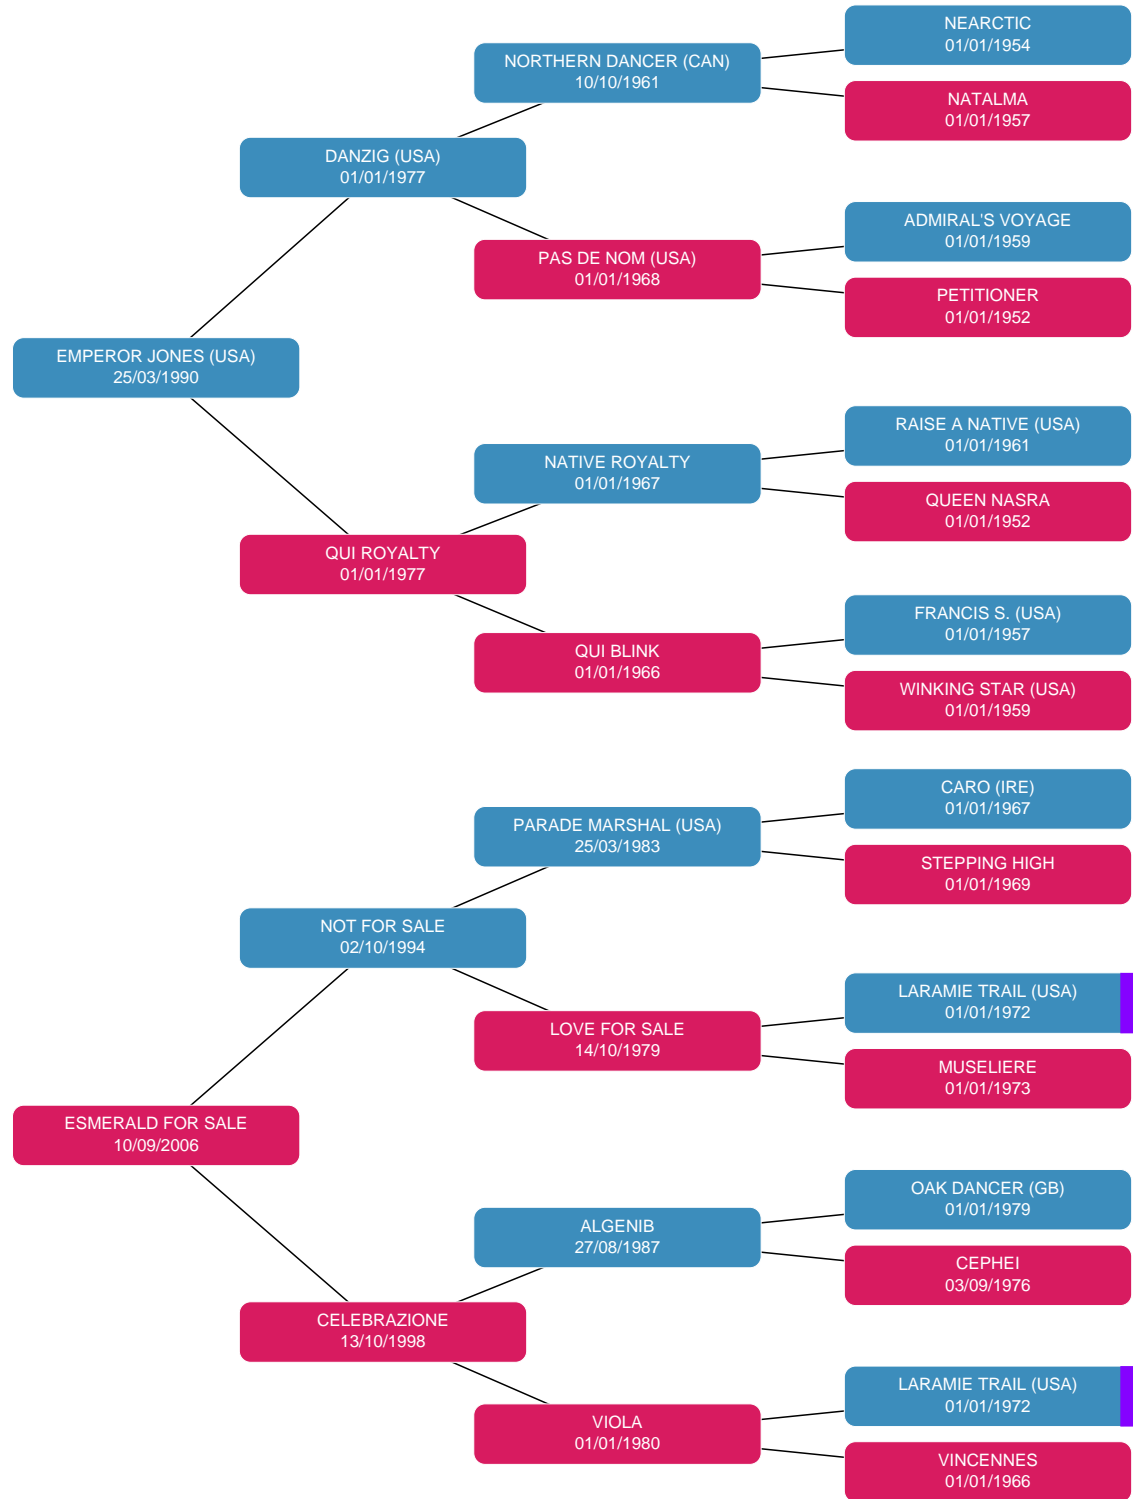 NEARCTIC
01/01/1954
NORTHERN DANCER (CAN)
10/10/1961
NATALMA
01/01/1957
DANZIG (USA)
01/01/1977
ADMIRAL'S VOYAGE
01/01/1959
PAS DE NOM (USA)
01/01/1968
PETITIONER
01/01/1952
EMPEROR JONES (USA)
25/03/1990
RAISE A NATIVE (USA)
01/01/1961
NATIVE ROYALTY
01/01/1967
QUEEN NASRA
01/01/1952
QUI ROYALTY
01/01/1977
FRANCIS S. (USA)
01/01/1957
QUI BLINK
01/01/1966
WINKING STAR (USA)
01/01/1959
CARO (IRE)
01/01/1967
PARADE MARSHAL (USA)
25/03/1983
STEPPING HIGH
01/01/1969
NOT FOR SALE
02/10/1994
LARAMIE TRAIL (USA)
01/01/1972
LOVE FOR SALE
14/10/1979
MUSELIERE
01/01/1973
ESMERALD FOR SALE
10/09/2006
OAK DANCER (GB)
01/01/1979
ALGENIB
27/08/1987
CEPHEI
03/09/1976
CELEBRAZIONE
13/10/1998
LARAMIE TRAIL (USA)
01/01/1972
VIOLA
01/01/1980
VINCENNES
01/01/1966